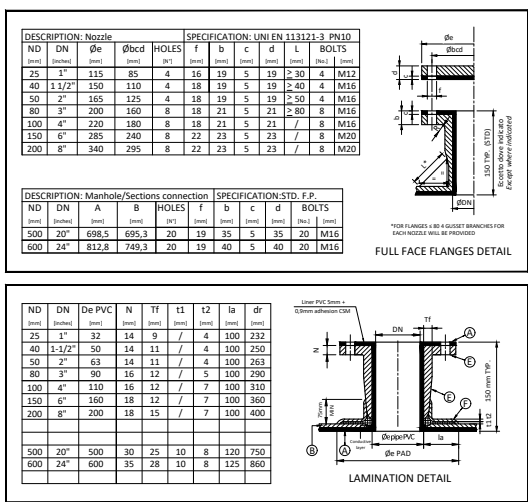 DESCRIPTION: Nozzle SPECIFICATION: UNI EN 113121-3 PN10
ND DN Øe Øbcd HOLES f b c d L BOLTS
[mm] [inches] [mm] [mm] [N°] [mm] [mm] [mm] [mm] [mm] [No.] [mm]
25 1" 115 85 4 16 19 5 19 ≥ 30 4 M12
40 1 1/2" 150 110 4 18 19 5 19 ≥ 40 4 M16
50 2" 165 125 4 18 19 5 19 ≥ 50 4 M16
80 3" 200 160 8 18 21 5 21 ≥ 80 8 M16
100 4" 220 180 8 18 21 5 21 / 8 M16
150 6" 285 240 8 22 23 5 23 / 8 M20
200 8" 340 295 8 22 23 5 23 / 8 M20
DESCRIPTION: Manhole/Sections connection SPECIFICATION:STD. F.P.
ND DN A B HOLES f b c d BOLTS
[mm] [inches] [mm] [mm] [N°] [mm] [mm] [mm] [mm] [No.] [mm]
500 20" 698,5 695,3 20 19 35 5 35 20 M16
600 24" 812,8 749,3 20 19 40 5 40 20 M16
Øe
Øbcd
d
c
f
b
c
L*
=
=
150 TYP. (STD)
Eccetto dove indicato
Except where indicated
ØDN
*FOR FLANGES ≤ 80 4 GUSSET BRANCHES FOR
EACH NOZZLE WILL BE PROVIDED
FULL FACE FLANGES DETAIL
ND DN De PVC N Tf t1 t2 la dr
[mm] [inches] [mm] [mm] [mm] [mm] [mm] [mm] [mm]
25 1" 32 14 9 / 4 100 232
40 1-1/2" 50 14 11 / 4 100 250
50 2" 63 14 11 / 4 100 263
80 3" 90 16 12 / 5 100 290
100 4" 110 16 12 / 7 100 310
150 6" 160 18 12 / 7 100 360
200 8" 200 18 15 / 7 100 400
500 20" 500 30 25 10 8 120 750
600 24" 600 35 28 10 8 125 860
Liner PVC 5mm +
0,9mm adhesion CSM
DN
Tf
N
A
E
150 mm TYP.
E
F
75mm
MIN
t1 t2
B
A
Conductive
layer
ØepipePVC
la
Øe PAD
LAMINATION DETAIL